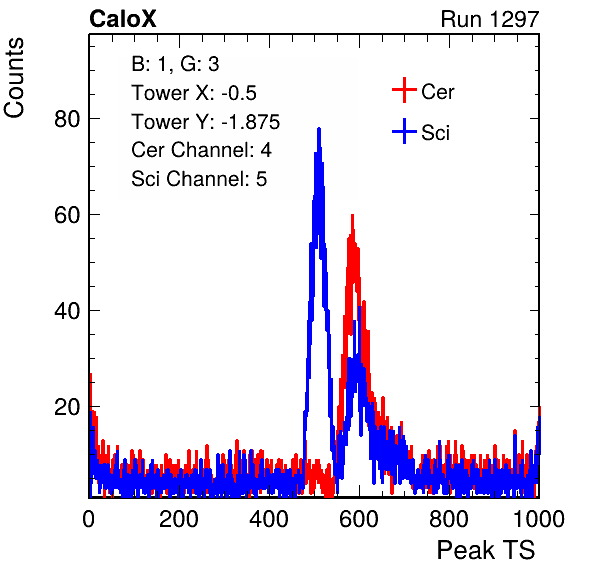 CaloX Run 1297
Counts
B: 1, G: 3
Tower X: -0.5
Tower Y: -1.875
Cer Channel: 4
Sci Channel: 5
Cer
Sci
80
60
40
20
0 200 400 600 800 1000
Peak TS